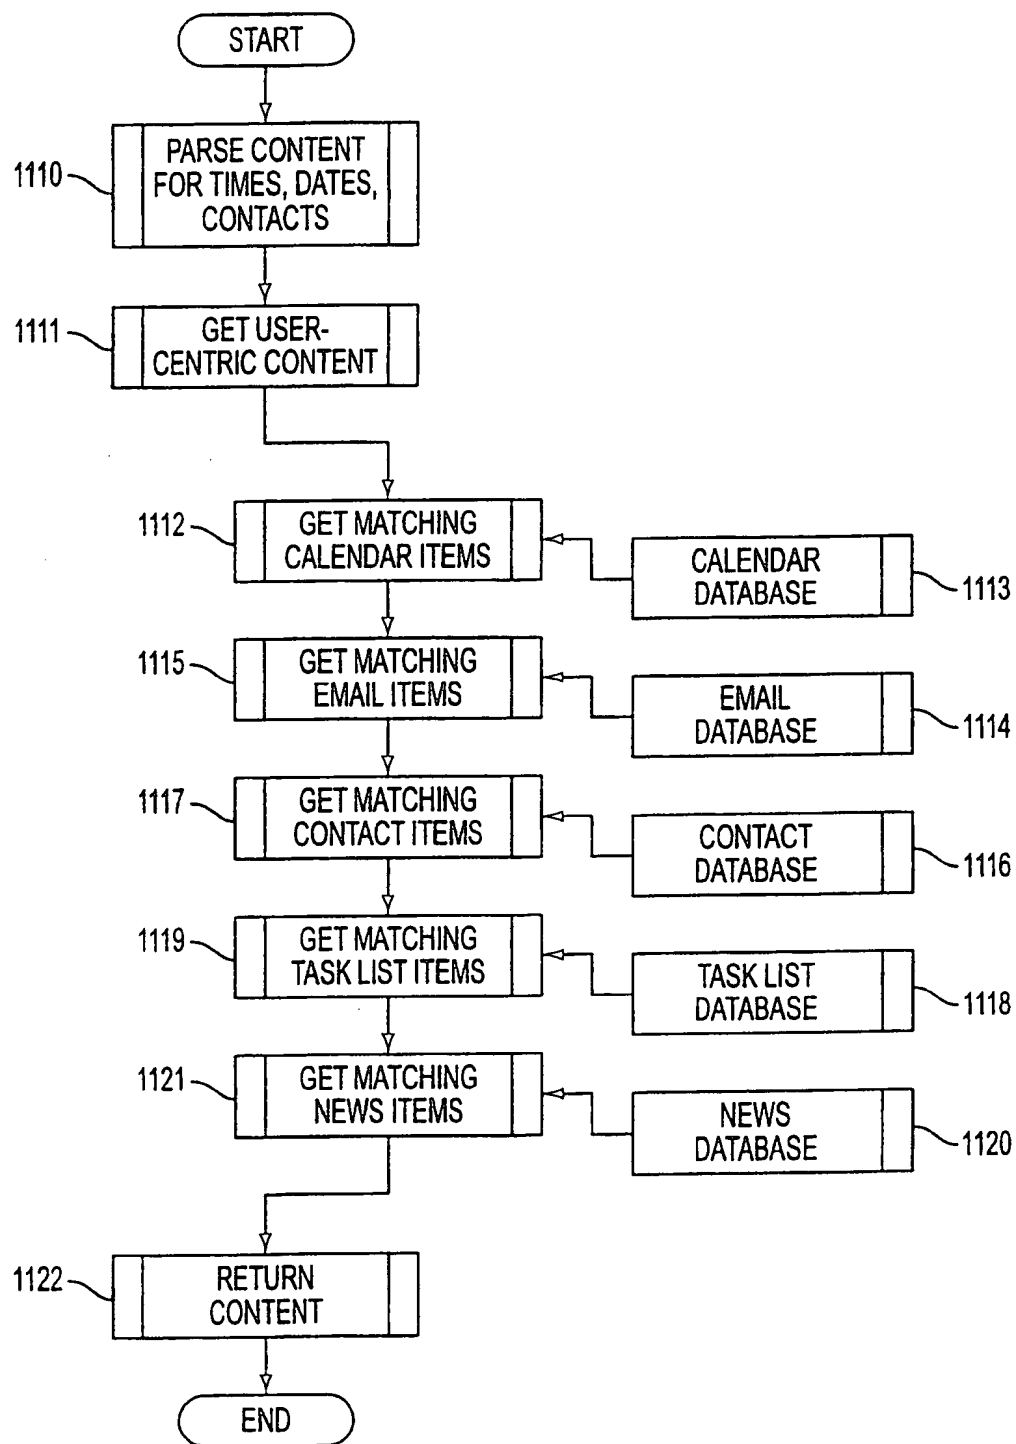 START
1110
PARSE CONTENT
FOR TIMES, DATES,
CONTACTS
1111
GET USER-
CENTRIC CONTENT
1112
GET MATCHING
CALENDAR ITEMS
CALENDAR
DATABASE
1113
1115
GET MATCHING
EMAIL ITEMS
EMAIL
DATABASE
1114
1117
GET MATCHING
CONTACT ITEMS
CONTACT
DATABASE
1116
1119
GET MATCHING
TASK LIST ITEMS
TASK LIST
DATABASE
1118
1121
GET MATCHING
NEWS ITEMS
NEWS
DATABASE
1120
1122
RETURN
CONTENT
END